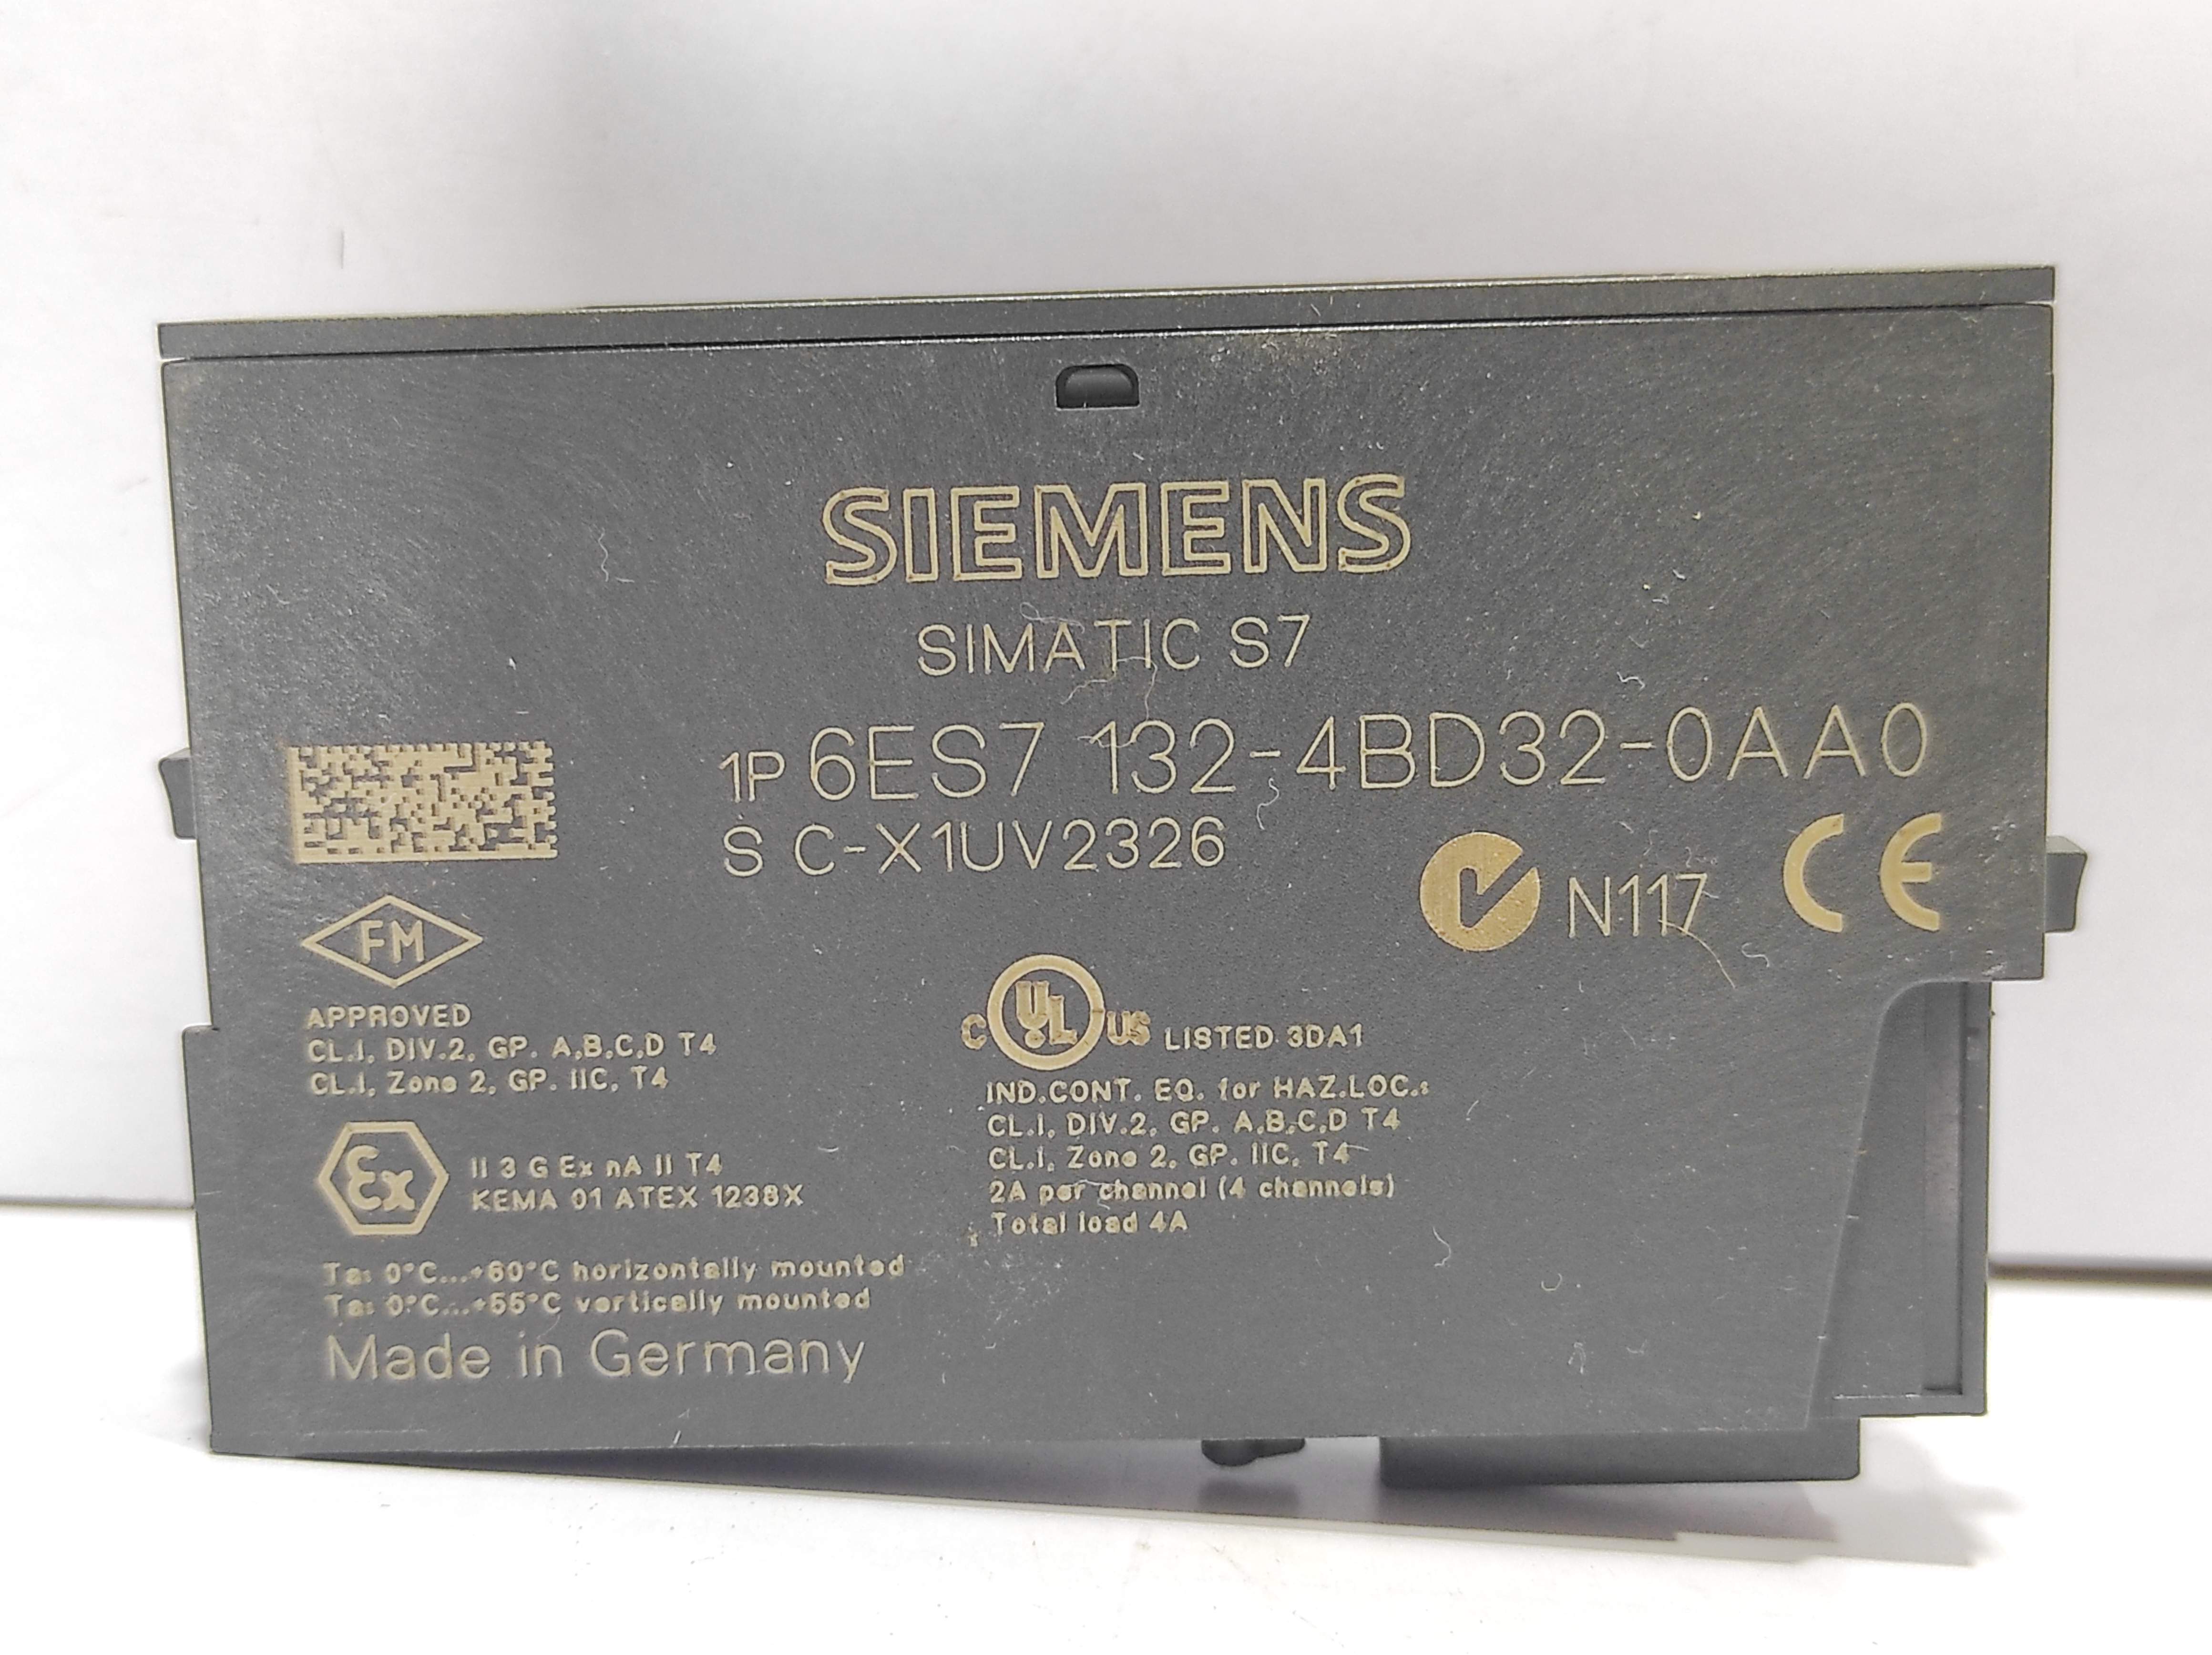 SIEMENS
SIMATIC S7
1P 6ES7 132-4BD32-0AA0
S C-X1UV2326
N117 CE
FM
APPROVED
CL.I, DIV.2, GP. A,B,C,D T4
CL.I, Zone 2, GP. IIC, T4
Ex
II 3 G Ex nA II T4
KEMA 01 ATEX 1238X
Ta: 0°C...+60°C horizontally mounted
Ta: 0°C...+55°C vertically mounted
Made in Germany
C UL US LISTED 3DA1
IND.CONT. EQ. for HAZ.LOC.:
CL.I, DIV.2, GP. A,B,C,D T4
CL.I, Zone 2, GP. IIC, T4
2A per channel (4 channels)
Total load 4A